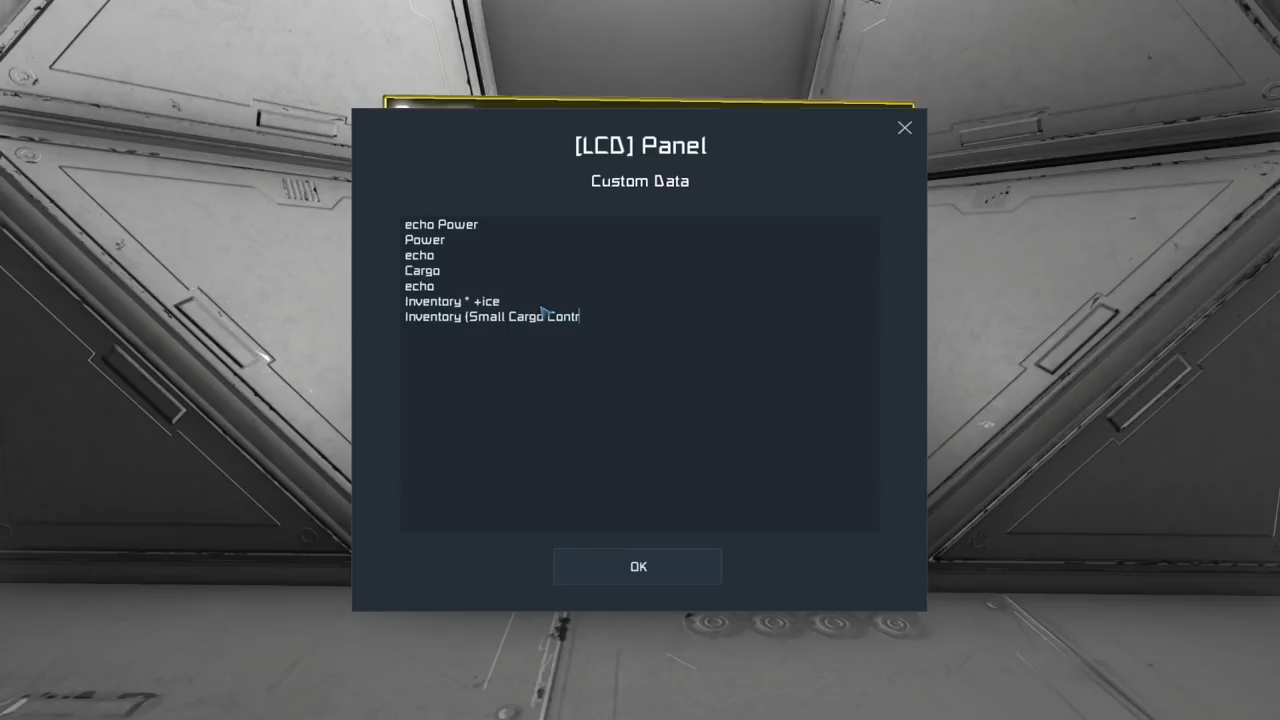 [LCD] Panel
Custom Data
echo Power
Power
echo
Cargo
echo
Inventory * +ice
Inventory {Small Cargo Contr
OK